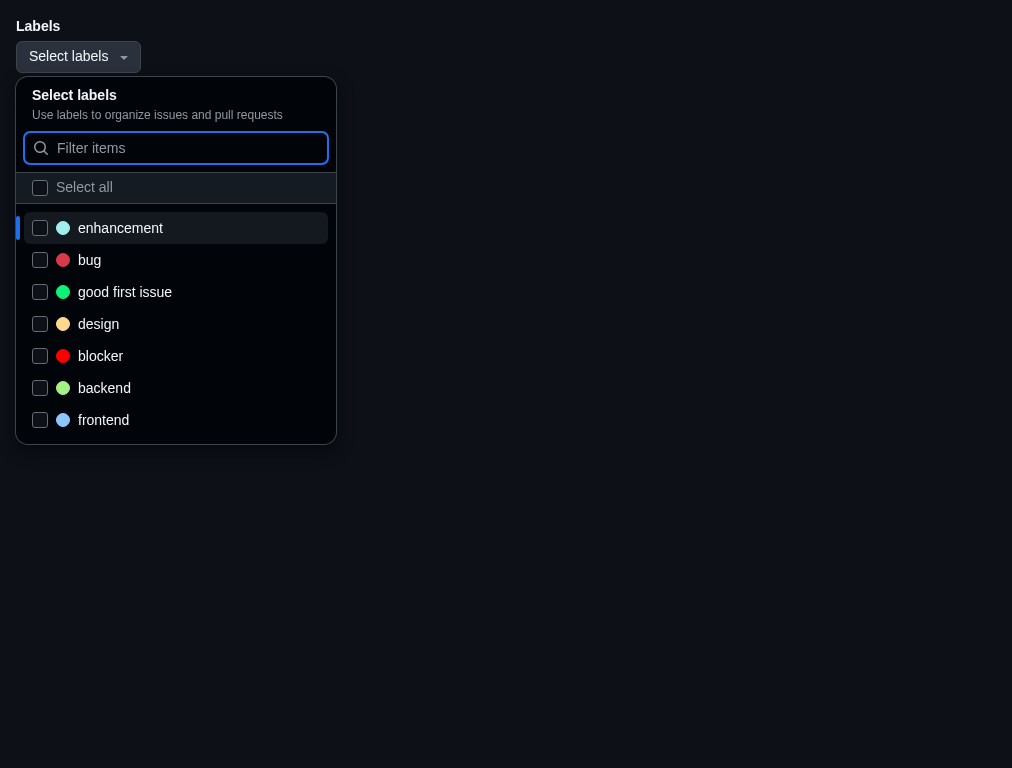 Labels
Select labels
Select labels
Use labels to organize issues and pull requests
Filter items
Select all
enhancement
bug
good first issue
design
blocker
backend
frontend